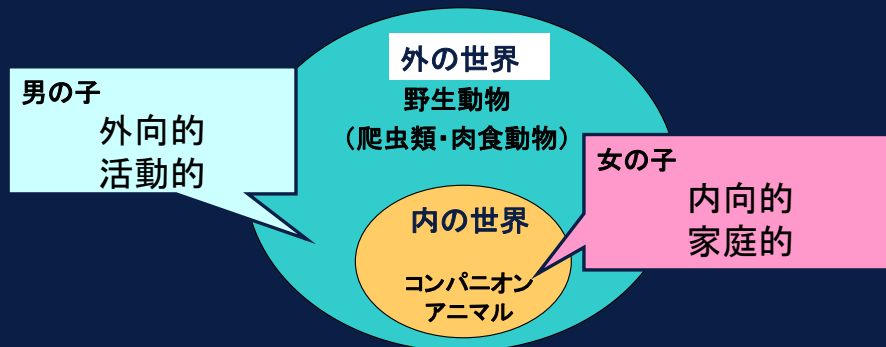 男の子
外向的
活動的
外の世界
野生動物
（爬虫類・肉食動物）
女の子
内向的
家庭的
内の世界
コンパニオン
アニマル